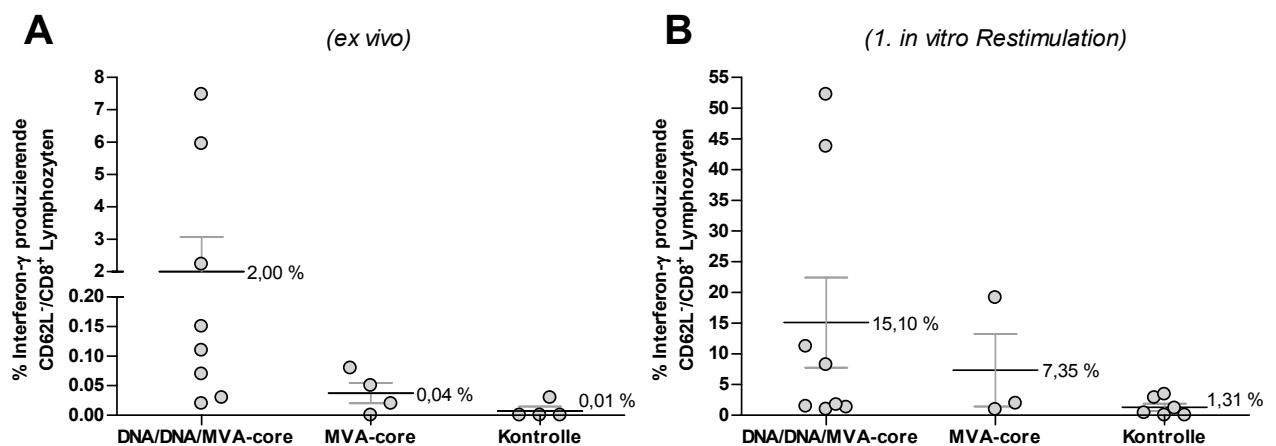 A
(ex vivo)
% Interferon-γ produzierende
CD62L⁻/CD8⁺ Lymphozyten
8
7
6
5
4
3
2
0.20
0.15
0.10
0.05
0.00
2,00 %
0,04 %
0,01 %
DNA/DNA/MVA-core
MVA-core
Kontrolle
B
(1. in vitro Restimulation)
% Interferon-γ produzierende
CD62L⁻/CD8⁺ Lymphozyten
55
50
45
40
35
30
25
20
15
10
5
0
15,10 %
7,35 %
1,31 %
DNA/DNA/MVA-core
MVA-core
Kontrolle